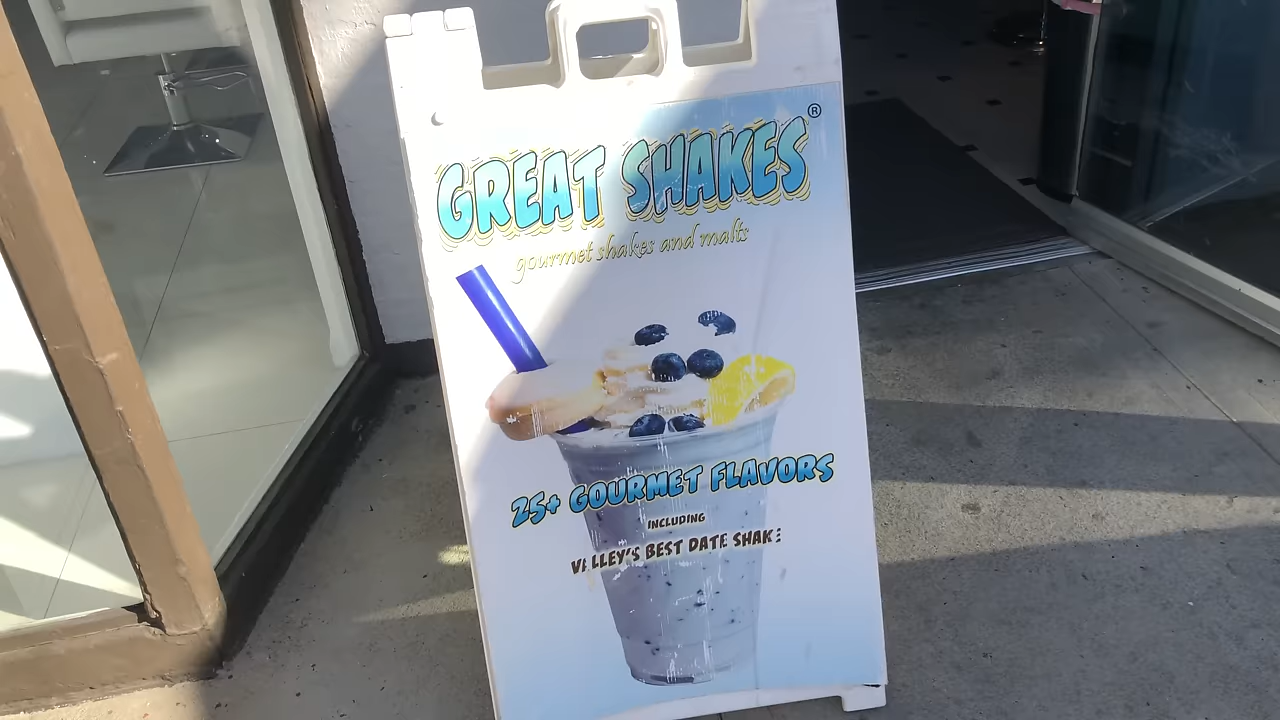 GREAT SHAKES®
gourmet shakes and malts
25+ GOURMET FLAVORS
INCLUDING
VALLEY'S BEST DATE SHAKE